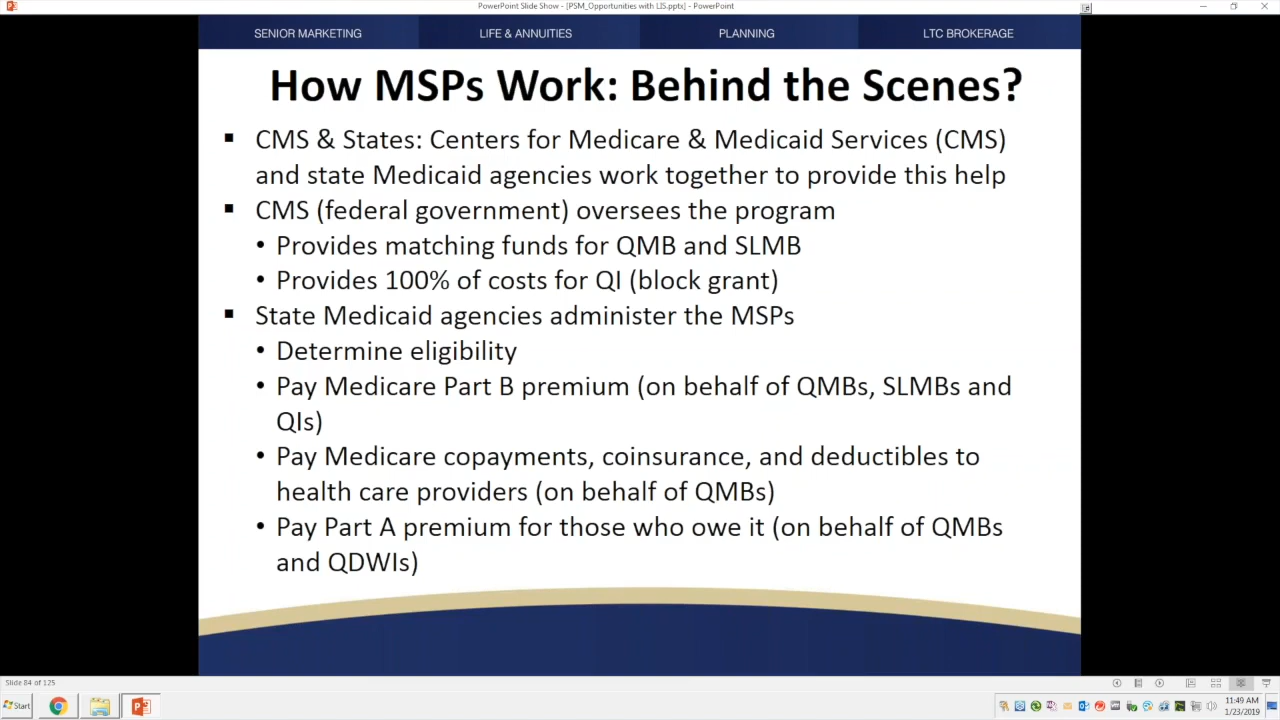 PowerPoint Slide Show - [PSM_Opportunities with LIS.pptx] - PowerPoint
SENIOR MARKETING
LIFE & ANNUITIES
PLANNING
LTC BROKERAGE
How MSPs Work: Behind the Scenes?
▪ CMS & States: Centers for Medicare & Medicaid Services (CMS)
and state Medicaid agencies work together to provide this help
▪ CMS (federal government) oversees the program
• Provides matching funds for QMB and SLMB
• Provides 100% of costs for QI (block grant)
▪ State Medicaid agencies administer the MSPs
• Determine eligibility
• Pay Medicare Part B premium (on behalf of QMBs, SLMBs and
QIs)
• Pay Medicare copayments, coinsurance, and deductibles to
health care providers (on behalf of QMBs)
• Pay Part A premium for those who owe it (on behalf of QMBs
and QDWIs)
Slide 84 of 125
Start
11:49 AM
1/23/2019